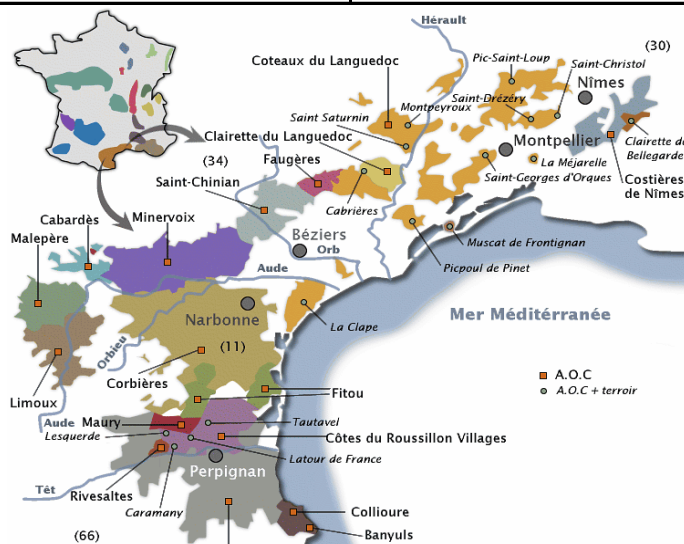 Hérault
(30)
Pic-Saint-Loup
Saint-Christol
Coteaux du Languedoc
Nîmes
Saint-Drézéry
Montpeyroux
Saint Saturnin
Clairette du Languedoc
Montpellier
Clairette de
Bellegarde
(34)
Faugères
La Méjarelle
Saint-Georges d'Orques
Costières
de Nîmes
Saint-Chinian
Cabrières
Cabardès
Minervoix
Malepère
Béziers
Orb
Muscat de Frontignan
Picpoul de Pinet
Aude
Narbonne
Mer Méditérranée
La Clape
Orbieu
(11)
A.O.C
Corbières
A.O.C + terroir
Limoux
Fitou
Aude
Maury
Tautavel
Lesquerde
Côtes du Roussillon Villages
Latour de France
Perpignan
Têt
Rivesaltes
Caramany
Collioure
(66)
Banyuls